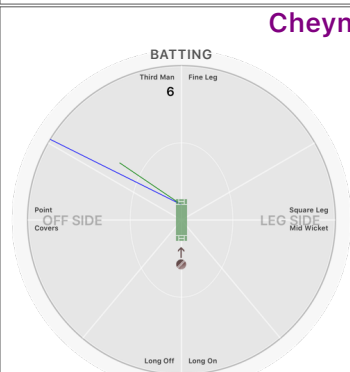 Cheyn
BATTING
Third Man Fine Leg
6
Point Square Leg
OFF SIDE LEG SIDE
Covers Mid Wicket
Long Off Long On